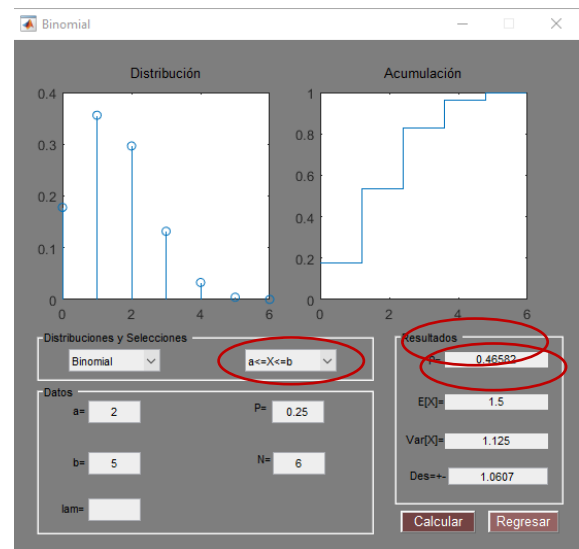 Binomial
Distribución
Acumulación
0.4
0.3
0.2
0.1
0
0 2 4 6
1
0.8
0.6
0.4
0.2
0
0 2 4 6
Distribuciones y Selecciones
Binomial
a<=X<=b
Datos
a= 2
P= 0.25
b= 5
N= 6
lam=
Resultados
P= 0.46582
E[X]= 1.5
Var[X]= 1.125
Des=+- 1.0607
Calcular
Regresar